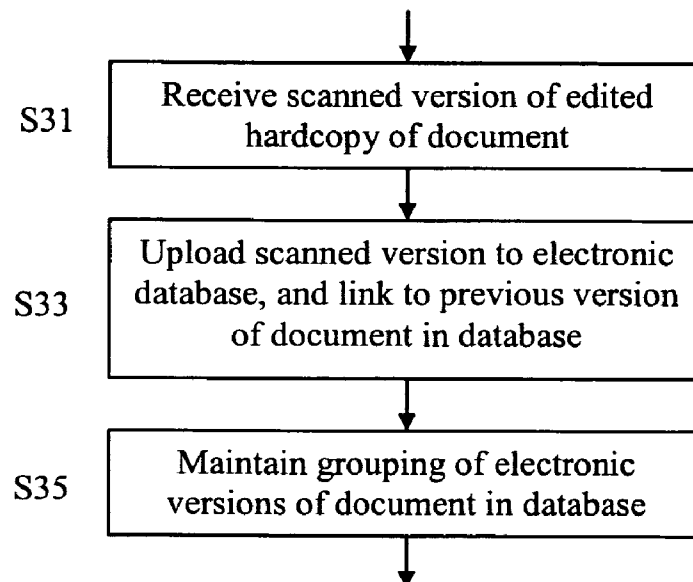 S31
Receive scanned version of edited
hardcopy of document
S33
Upload scanned version to electronic
database, and link to previous version
of document in database
S35
Maintain grouping of electronic
versions of document in database